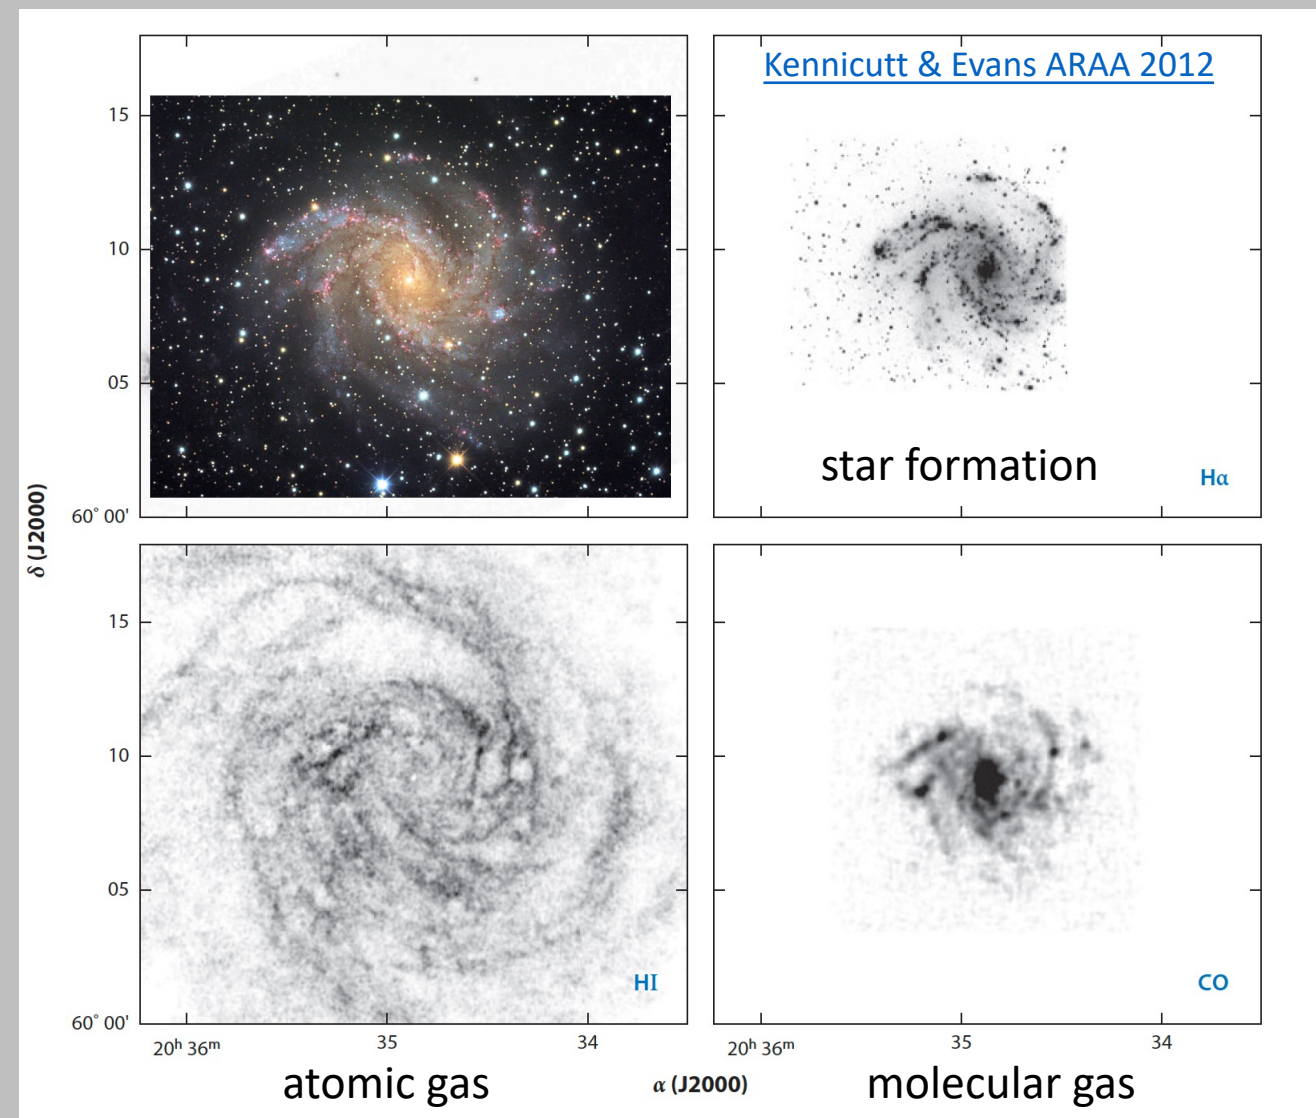 Kennicutt & Evans ARAA 2012
15
10
05
60° 00'
star formation
Hα
δ (J2000)
15
10
05
60° 00'
HI
CO
20ʰ 36ᵐ
35
34
20ʰ 36ᵐ
35
34
atomic gas
α (J2000)
molecular gas